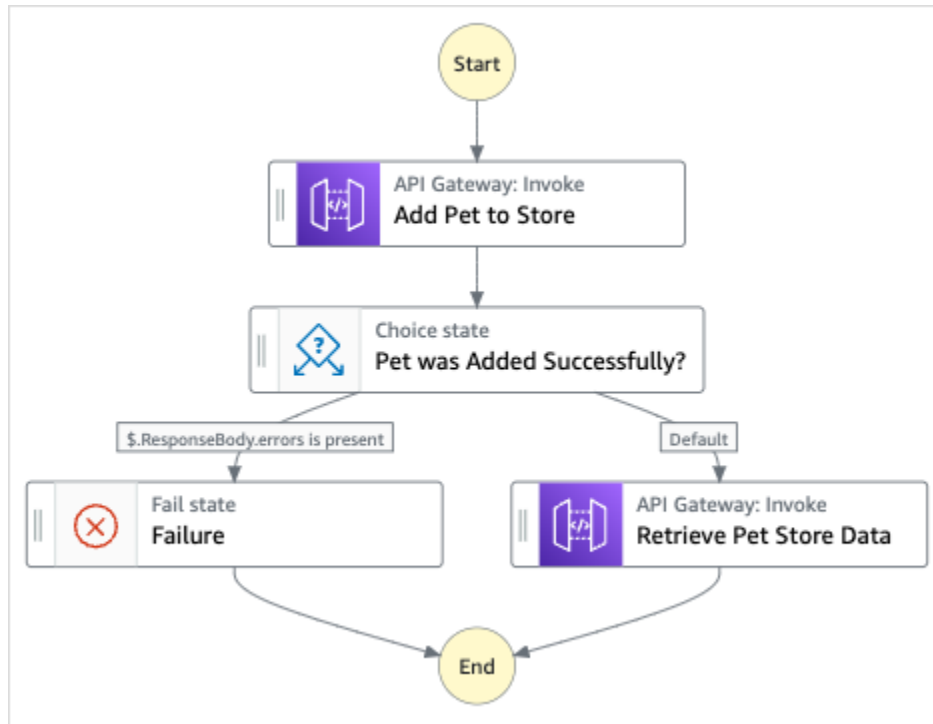 Start
API Gateway: Invoke
Add Pet to Store
Choice state
Pet was Added Successfully?
$.ResponseBody.errors is present
Default
Fail state
Failure
API Gateway: Invoke
Retrieve Pet Store Data
End